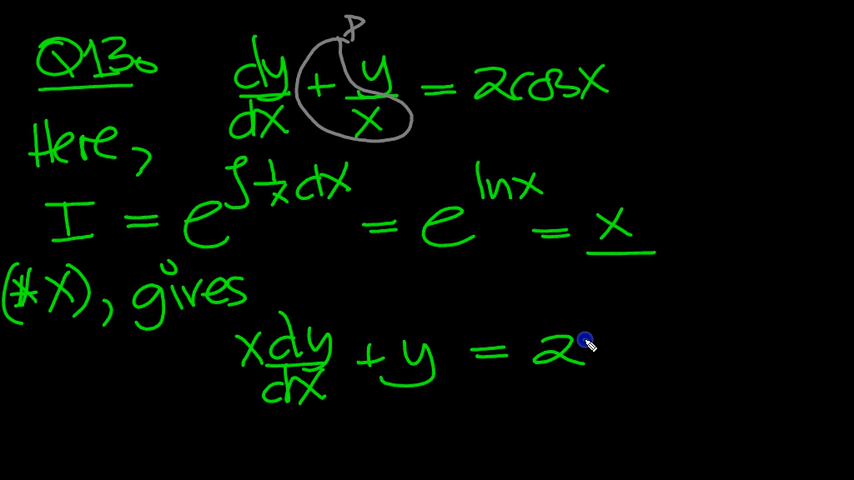 Q13. dy/dx + y/x = 2cosx
P
Here,
I = e^∫1/x dx = e^lnx = x
(*x), gives
x dy/dx + y = 2